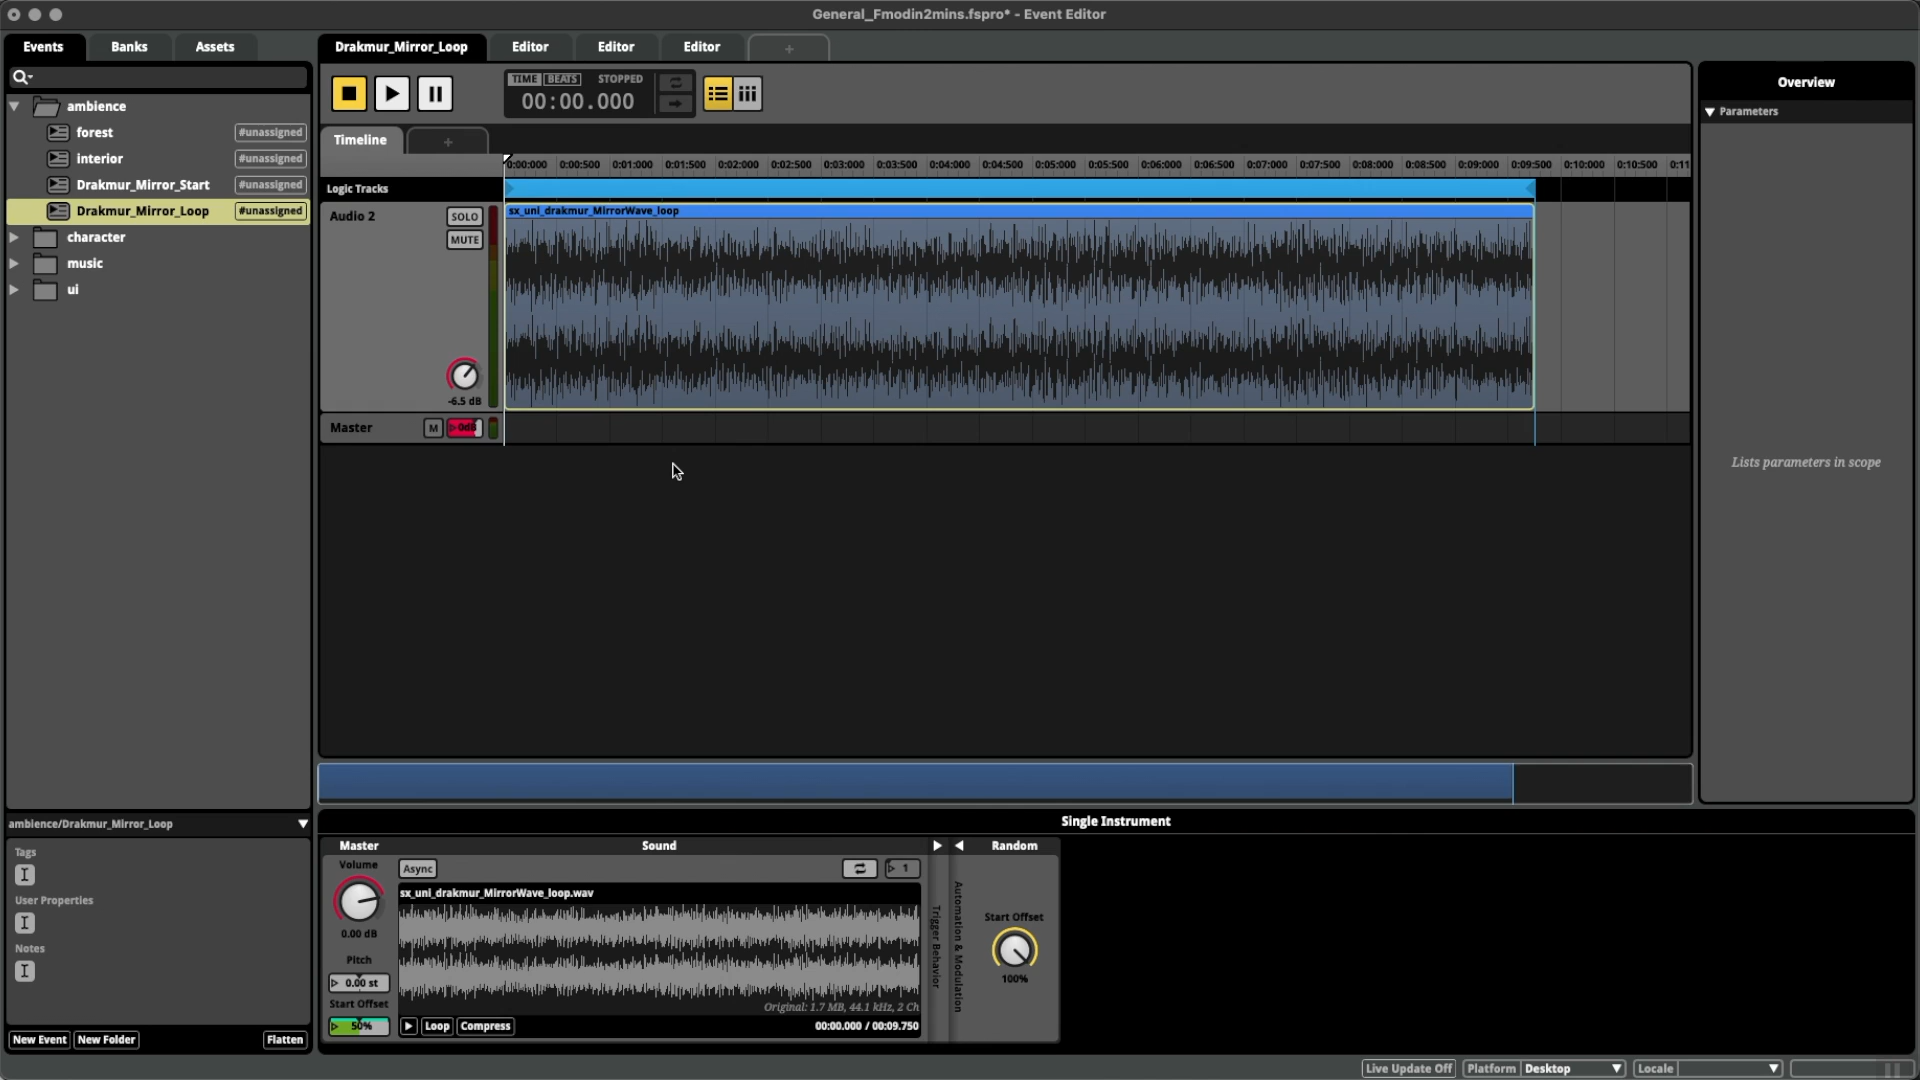 General_Fmodin2mins.fspro* - Event Editor
Events Banks Assets
Drakmur_Mirror_Loop Editor Editor Editor +
TIME BEATS STOPPED
00:00.000
Overview
Parameters
Lists parameters in scope
ambience
forest #unassigned
interior #unassigned
Drakmur_Mirror_Start #unassigned
Drakmur_Mirror_Loop #unassigned
character
music
ui
Timeline +
0:00:000 0:00:500 0:01:000 0:01:500 0:02:000 0:02:500 0:03:000 0:03:500 0:04:000 0:04:500 0:05:000 0:05:500 0:06:000 0:06:500 0:07:000 0:07:500 0:08:000 0:08:500 0:09:000 0:09:500 0:10:000 0:10:500 0:11
Logic Tracks
Audio 2 SOLO
MUTE
-6.5 dB
sx_uni_drakmur_MirrorWave_loop
Master M 0dB
ambience/Drakmur_Mirror_Loop
Tags
User Properties
Notes
New Event New Folder Flatten
Single Instrument
Master Sound Random
Volume
0.00 dB
Pitch
0.00 st
Start Offset
50%
Async 1
sx_uni_drakmur_MirrorWave_loop.wav
Original: 1.7 MB, 44.1 kHz, 2 Ch
Loop Compress 00:00.000 / 00:09.750
Trigger Behavior
Automation & Modulation
Start Offset
100%
Live Update Off Platform Desktop Locale